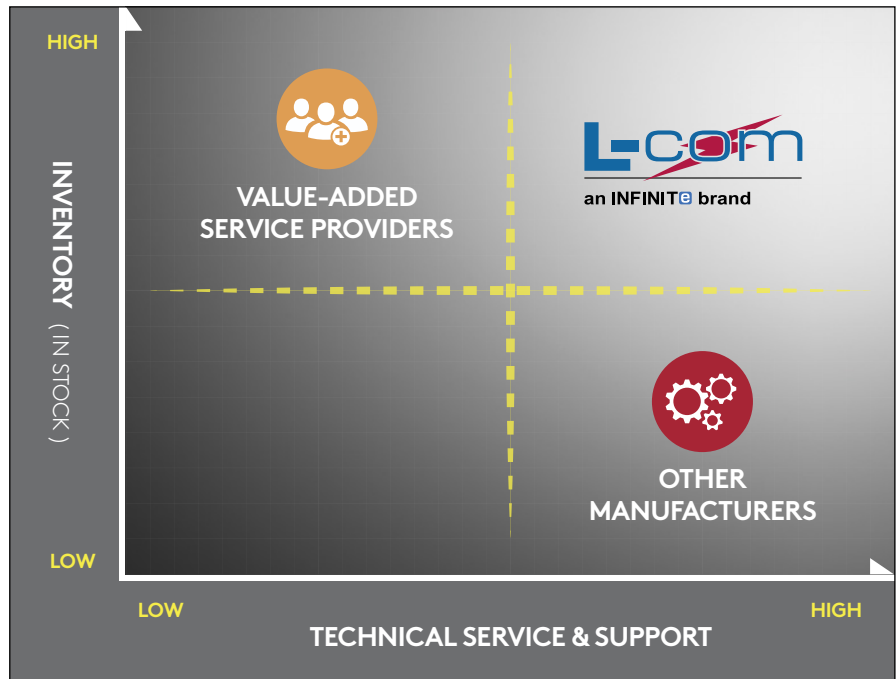 HIGH
INVENTORY (IN STOCK)
LOW
VALUE-ADDED
SERVICE PROVIDERS
L-com
an INFINITe brand
OTHER
MANUFACTURERS
LOW
HIGH
TECHNICAL SERVICE & SUPPORT